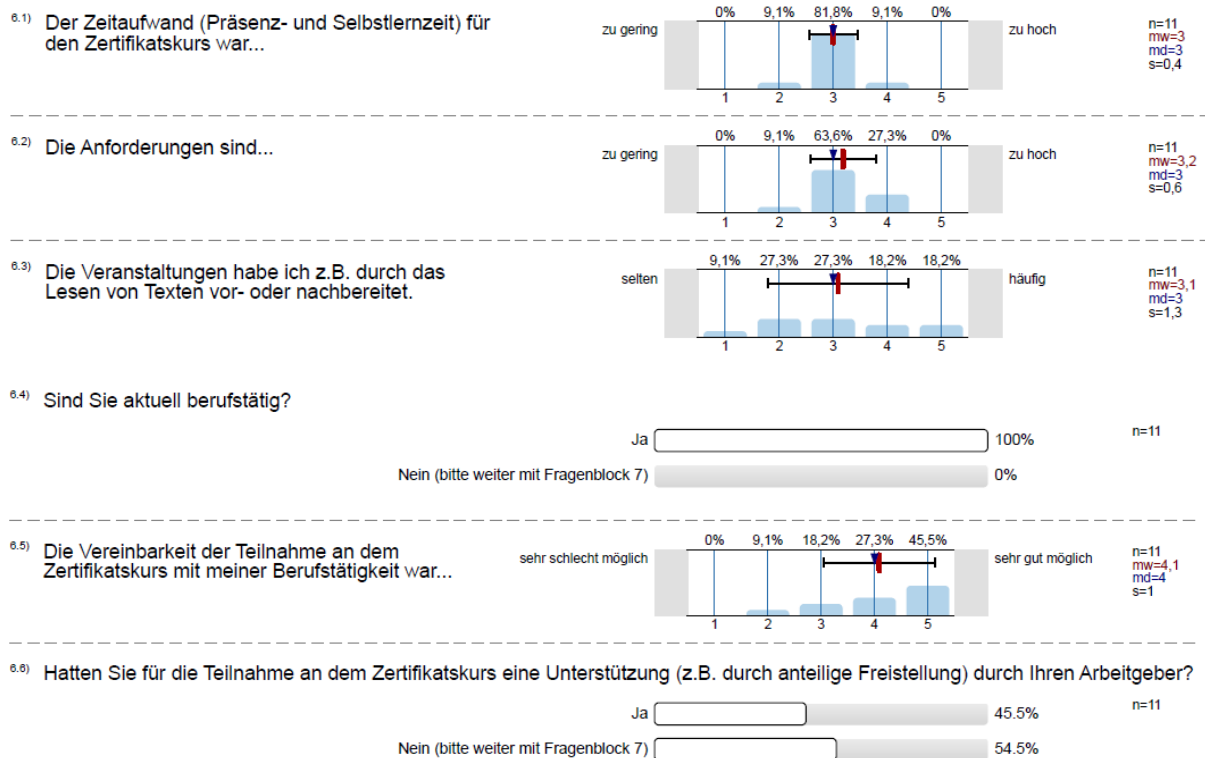 6.1) Der Zeitaufwand (Präsenz- und Selbstlernzeit) für
den Zertifikatskurs war...
zu gering
0% 9,1% 81,8% 9,1% 0%
zu hoch
1 2 3 4 5
n=11
mw=3
md=3
s=0,4
6.2) Die Anforderungen sind...
zu gering
0% 9,1% 63,6% 27,3% 0%
zu hoch
1 2 3 4 5
n=11
mw=3,2
md=3
s=0,6
6.3) Die Veranstaltungen habe ich z.B. durch das
Lesen von Texten vor- oder nachbereitet.
selten
9,1% 27,3% 27,3% 18,2% 18,2%
häufig
1 2 3 4 5
n=11
mw=3,1
md=3
s=1,3
6.4) Sind Sie aktuell berufstätig?
Ja 100% n=11
Nein (bitte weiter mit Fragenblock 7) 0%
6.5) Die Vereinbarkeit der Teilnahme an dem
Zertifikatskurs mit meiner Berufstätigkeit war...
sehr schlecht möglich
0% 9,1% 18,2% 27,3% 45,5%
sehr gut möglich
1 2 3 4 5
n=11
mw=4,1
md=4
s=1
6.6) Hatten Sie für die Teilnahme an dem Zertifikatskurs eine Unterstützung (z.B. durch anteilige Freistellung) durch Ihren Arbeitgeber?
Ja 45.5% n=11
Nein (bitte weiter mit Fragenblock 7) 54.5%